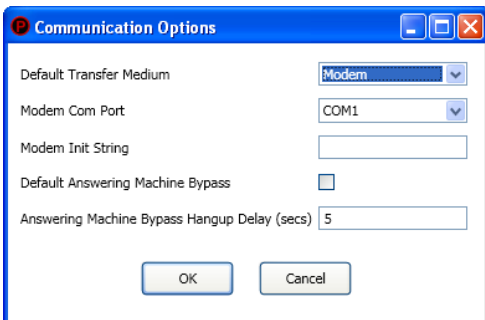 P Communication Options
Default Transfer Medium Modem
Modem Com Port COM1
Modem Init String
Default Answering Machine Bypass
Answering Machine Bypass Hangup Delay (secs) 5
OK Cancel